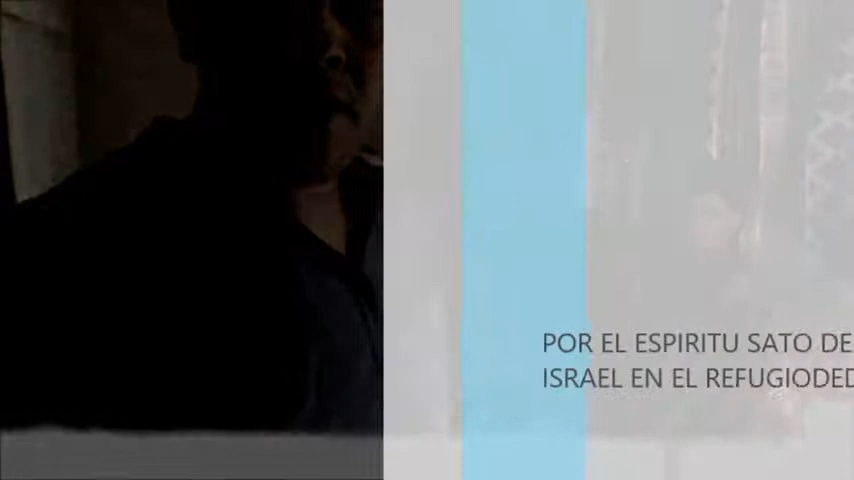 POR EL ESPIRITU SATO DE
ISRAEL EN EL REFUGIODED